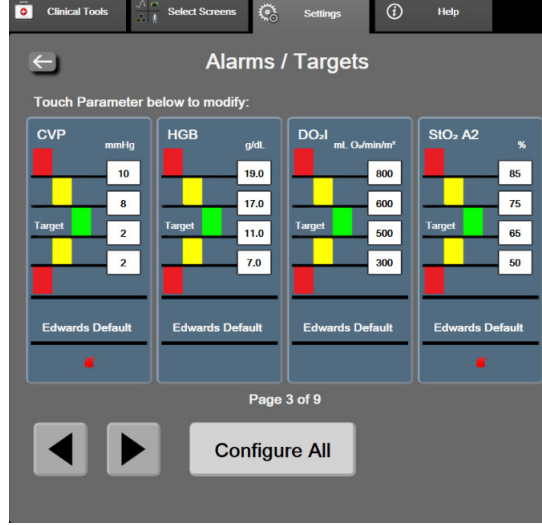 Clinical Tools
Select Screens
Settings
Help
Alarms / Targets
Touch Parameter below to modify:
CVP
mmHg
10
8
Target
2
2
Edwards Default
HGB
g/dL
19.0
17.0
Target
11.0
7.0
Edwards Default
DO₂I
mL O₂/min/m²
800
600
Target
500
300
Edwards Default
StO₂ A2
%
85
75
Target
65
50
Edwards Default
Page 3 of 9
Configure All